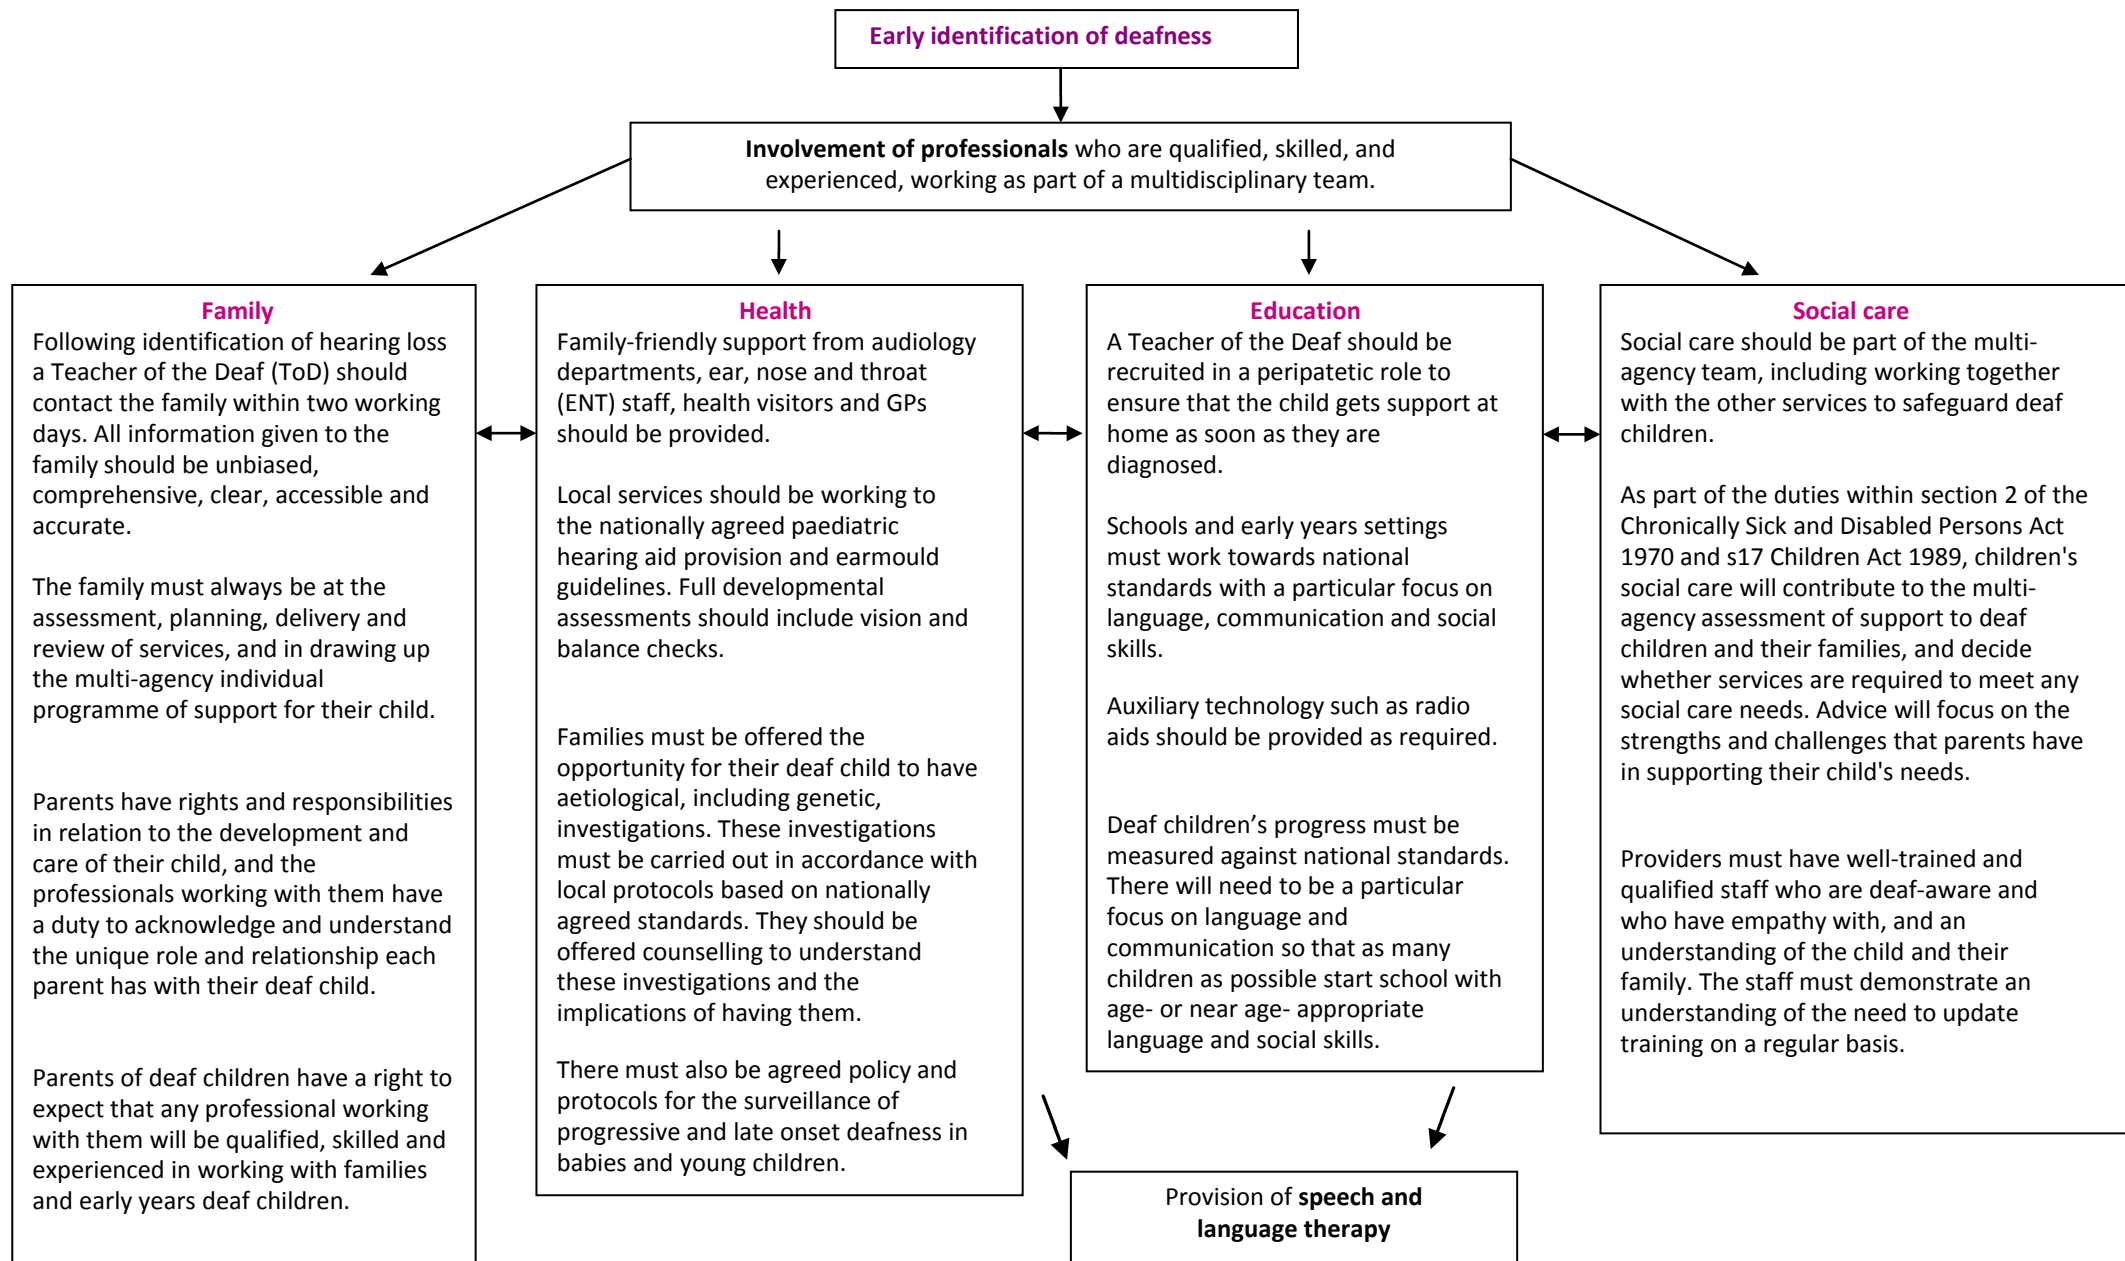 Early identification of deafness
Involvement of professionals who are qualified, skilled, and
experienced, working as part of a multidisciplinary team.
Family
Following identification of hearing loss
a Teacher of the Deaf (ToD) should
contact the family within two working
days. All information given to the
family should be unbiased,
comprehensive, clear, accessible and
accurate.
The family must always be at the
assessment, planning, delivery and
review of services, and in drawing up
the multi-agency individual
programme of support for their child.
Parents have rights and responsibilities
in relation to the development and
care of their child, and the
professionals working with them have
a duty to acknowledge and understand
the unique role and relationship each
parent has with their deaf child.
Parents of deaf children have a right to
expect that any professional working
with them will be qualified, skilled and
experienced in working with families
and early years deaf children.
Health
Family-friendly support from audiology
departments, ear, nose and throat
(ENT) staff, health visitors and GPs
should be provided.
Local services should be working to
the nationally agreed paediatric
hearing aid provision and earmould
guidelines. Full developmental
assessments should include vision and
balance checks.
Families must be offered the
opportunity for their deaf child to have
aetiological, including genetic,
investigations. These investigations
must be carried out in accordance with
local protocols based on nationally
agreed standards. They should be
offered counselling to understand
these investigations and the
implications of having them.
There must also be agreed policy and
protocols for the surveillance of
progressive and late onset deafness in
babies and young children.
Education
A Teacher of the Deaf should be
recruited in a peripatetic role to
ensure that the child gets support at
home as soon as they are
diagnosed.
Schools and early years settings
must work towards national
standards with a particular focus on
language, communication and social
skills.
Auxiliary technology such as radio
aids should be provided as required.
Deaf children’s progress must be
measured against national standards.
There will need to be a particular
focus on language and
communication so that as many
children as possible start school with
age- or near age- appropriate
language and social skills.
Social care
Social care should be part of the multi-
agency team, including working together
with the other services to safeguard deaf
children.
As part of the duties within section 2 of the
Chronically Sick and Disabled Persons Act
1970 and s17 Children Act 1989, children's
social care will contribute to the multi-
agency assessment of support to deaf
children and their families, and decide
whether services are required to meet any
social care needs. Advice will focus on the
strengths and challenges that parents have
in supporting their child's needs.
Providers must have well-trained and
qualified staff who are deaf-aware and
who have empathy with, and an
understanding of the child and their
family. The staff must demonstrate an
understanding of the need to update
training on a regular basis.
Provision of speech and
language therapy